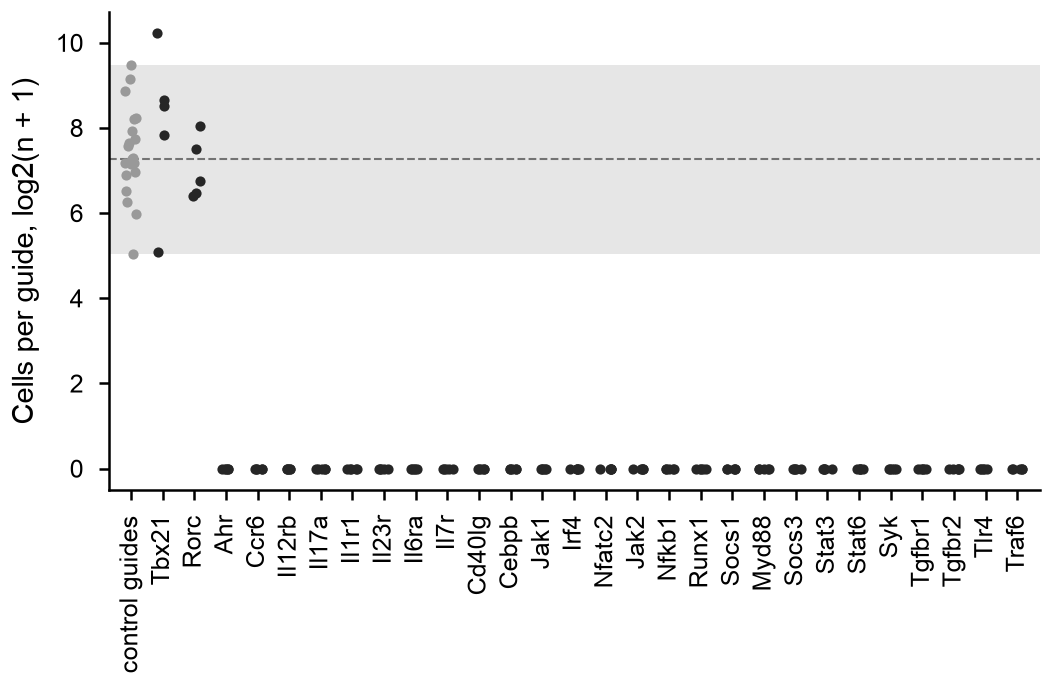 Cells per guide, log2(n + 1)
10
8
6
4
2
0
control guides
Tbx21
Rorc
Ahr
Ccr6
Il12rb
Il17a
Il1r1
Il23r
Il6ra
Il7r
Cd40lg
Cebpb
Jak1
Irf4
Nfatc2
Jak2
Nfkb1
Runx1
Socs1
Myd88
Socs3
Stat3
Stat6
Syk
Tgfbr1
Tgfbr2
Tlr4
Traf6